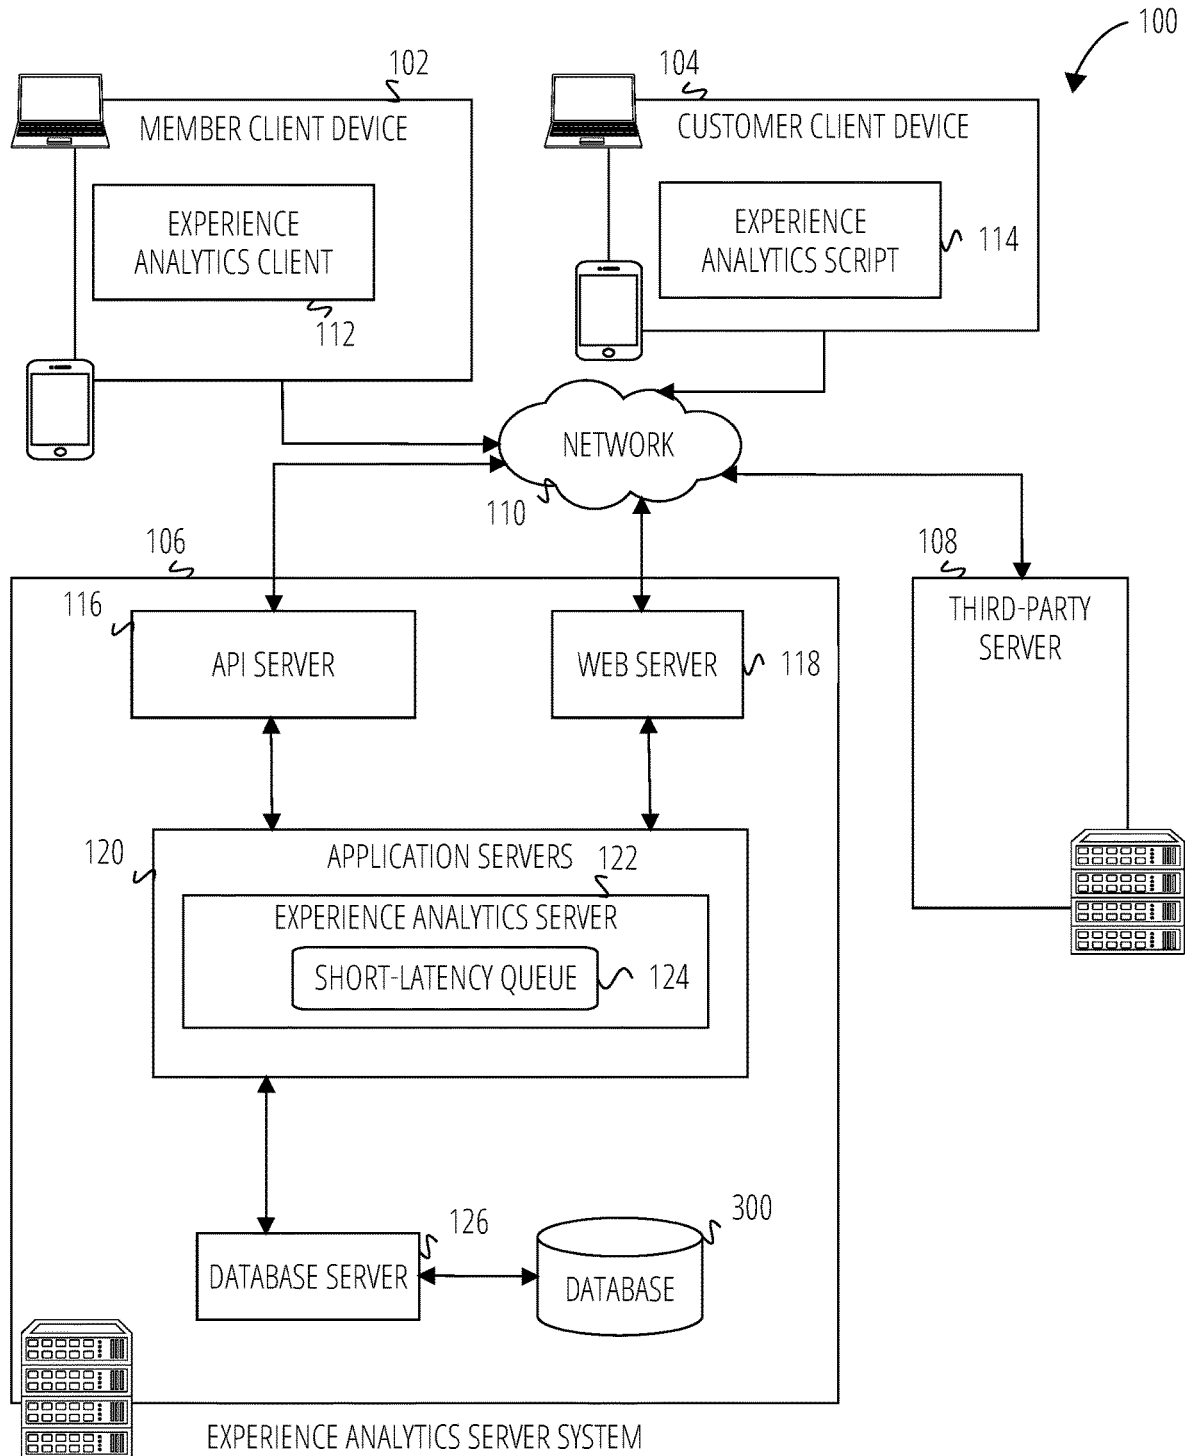 100
102
MEMBER CLIENT DEVICE
EXPERIENCE
ANALYTICS CLIENT
112
104
CUSTOMER CLIENT DEVICE
EXPERIENCE
ANALYTICS SCRIPT
114
NETWORK
110
106
116
API SERVER
WEB SERVER
118
108
THIRD-PARTY
SERVER
120
APPLICATION SERVERS
122
EXPERIENCE ANALYTICS SERVER
SHORT-LATENCY QUEUE
124
126
DATABASE SERVER
300
DATABASE
EXPERIENCE ANALYTICS SERVER SYSTEM